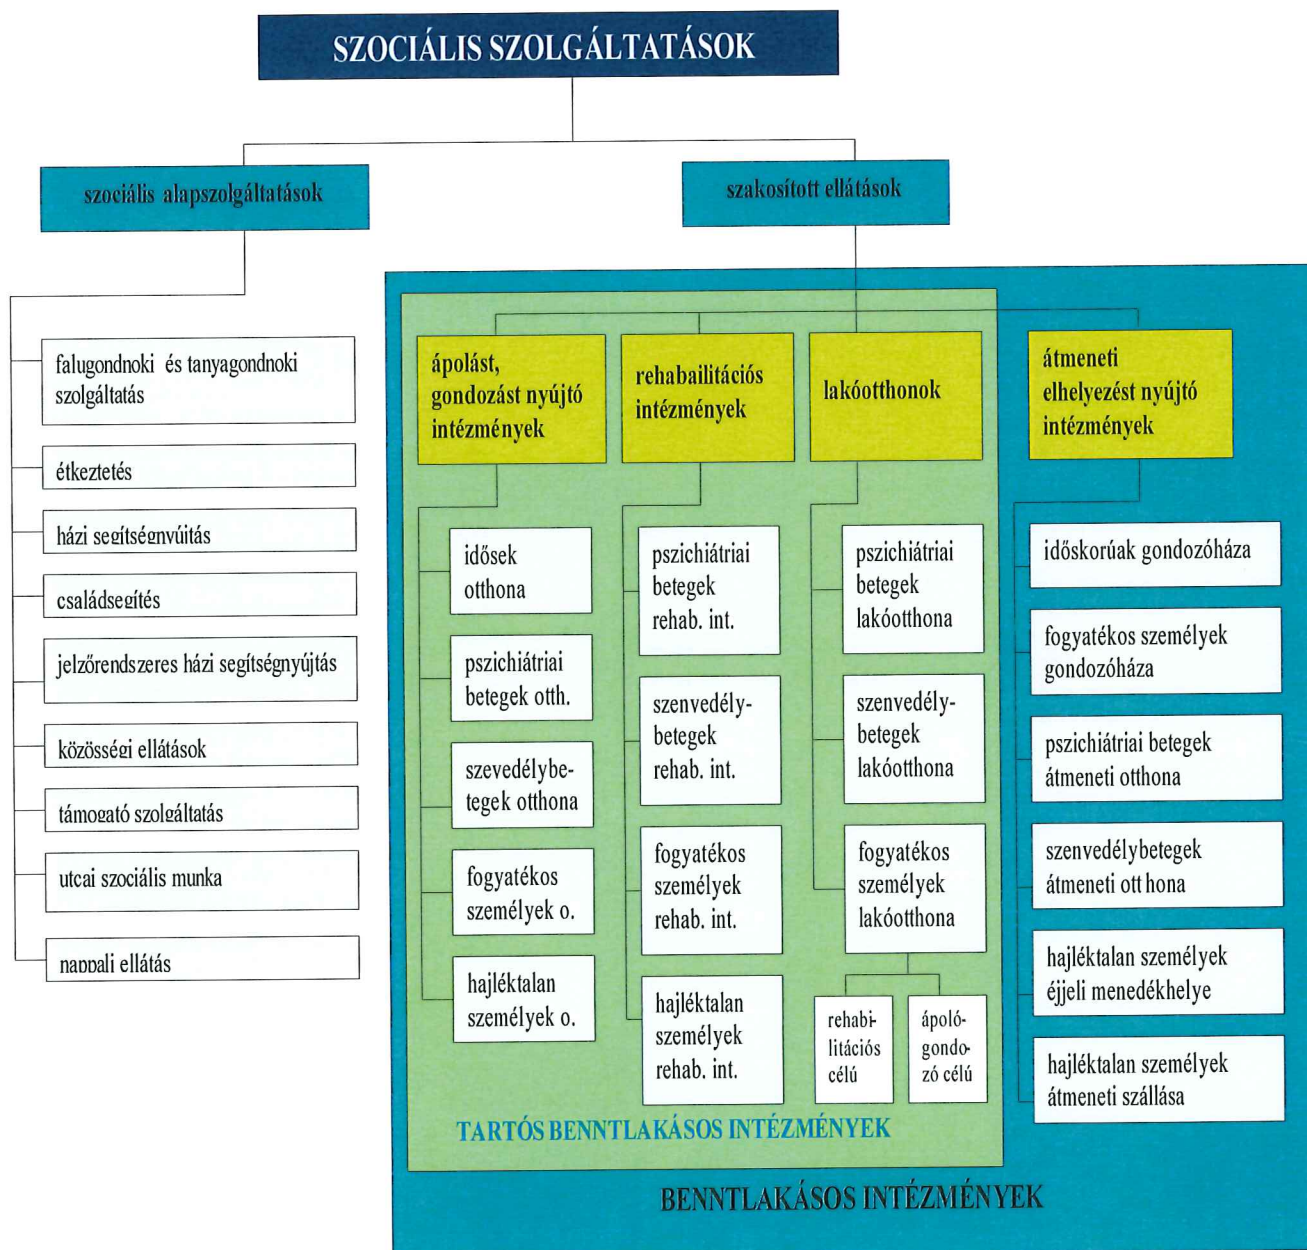 SZOCIÁLIS SZOLGÁLTATÁSOK
szociális alapszolgáltatások
szakosított ellátások
falugondnoki és tanyagondnoki
szolgáltatás
étkeztetés
házi segítségnyúitás
családsegítés
jelzőrendszeres házi segítségnyújtás
közösségi ellátások
támogató szolgáltatás
utcai szociális munka
nappali ellátás
ápolást,
gondozást nyújtó
intézmények
idősek
otthona
pszichiátriai
betegek otth.
szevedélybe-
tegek otthona
fogyatékos
személyek o.
hajléktalan
személyek o.
rehabailitációs
intézmények
pszichiátriai
betegek
rehab. int.
szenvedély-
betegek
rehab. int.
fogyatékos
személyek
rehab. int.
hajléktalan
személyek
rehab. int.
lakóotthonok
pszichiátriai
betegek
lakóotthona
szenvedély-
betegek
lakóotthona
fogyatékos
személyek
lakóotthona
rehabi-
litációs
célú
ápoló-
gondo-
zó célú
átmeneti
elhelyezést nyújtó
intézmények
időskorúak gondozóháza
fogyatékos személyek
gondozóháza
pszichiátriai betegek
átmeneti otthona
szenvedélybetegek
átmeneti otthona
hajléktalan személyek
éjjeli menedékhelye
hajléktalan személyek
átmeneti szállása
TARTÓS BENNTLAKÁSOS INTÉZMÉNYEK
BENNTLAKÁSOS INTÉZMÉNYEK